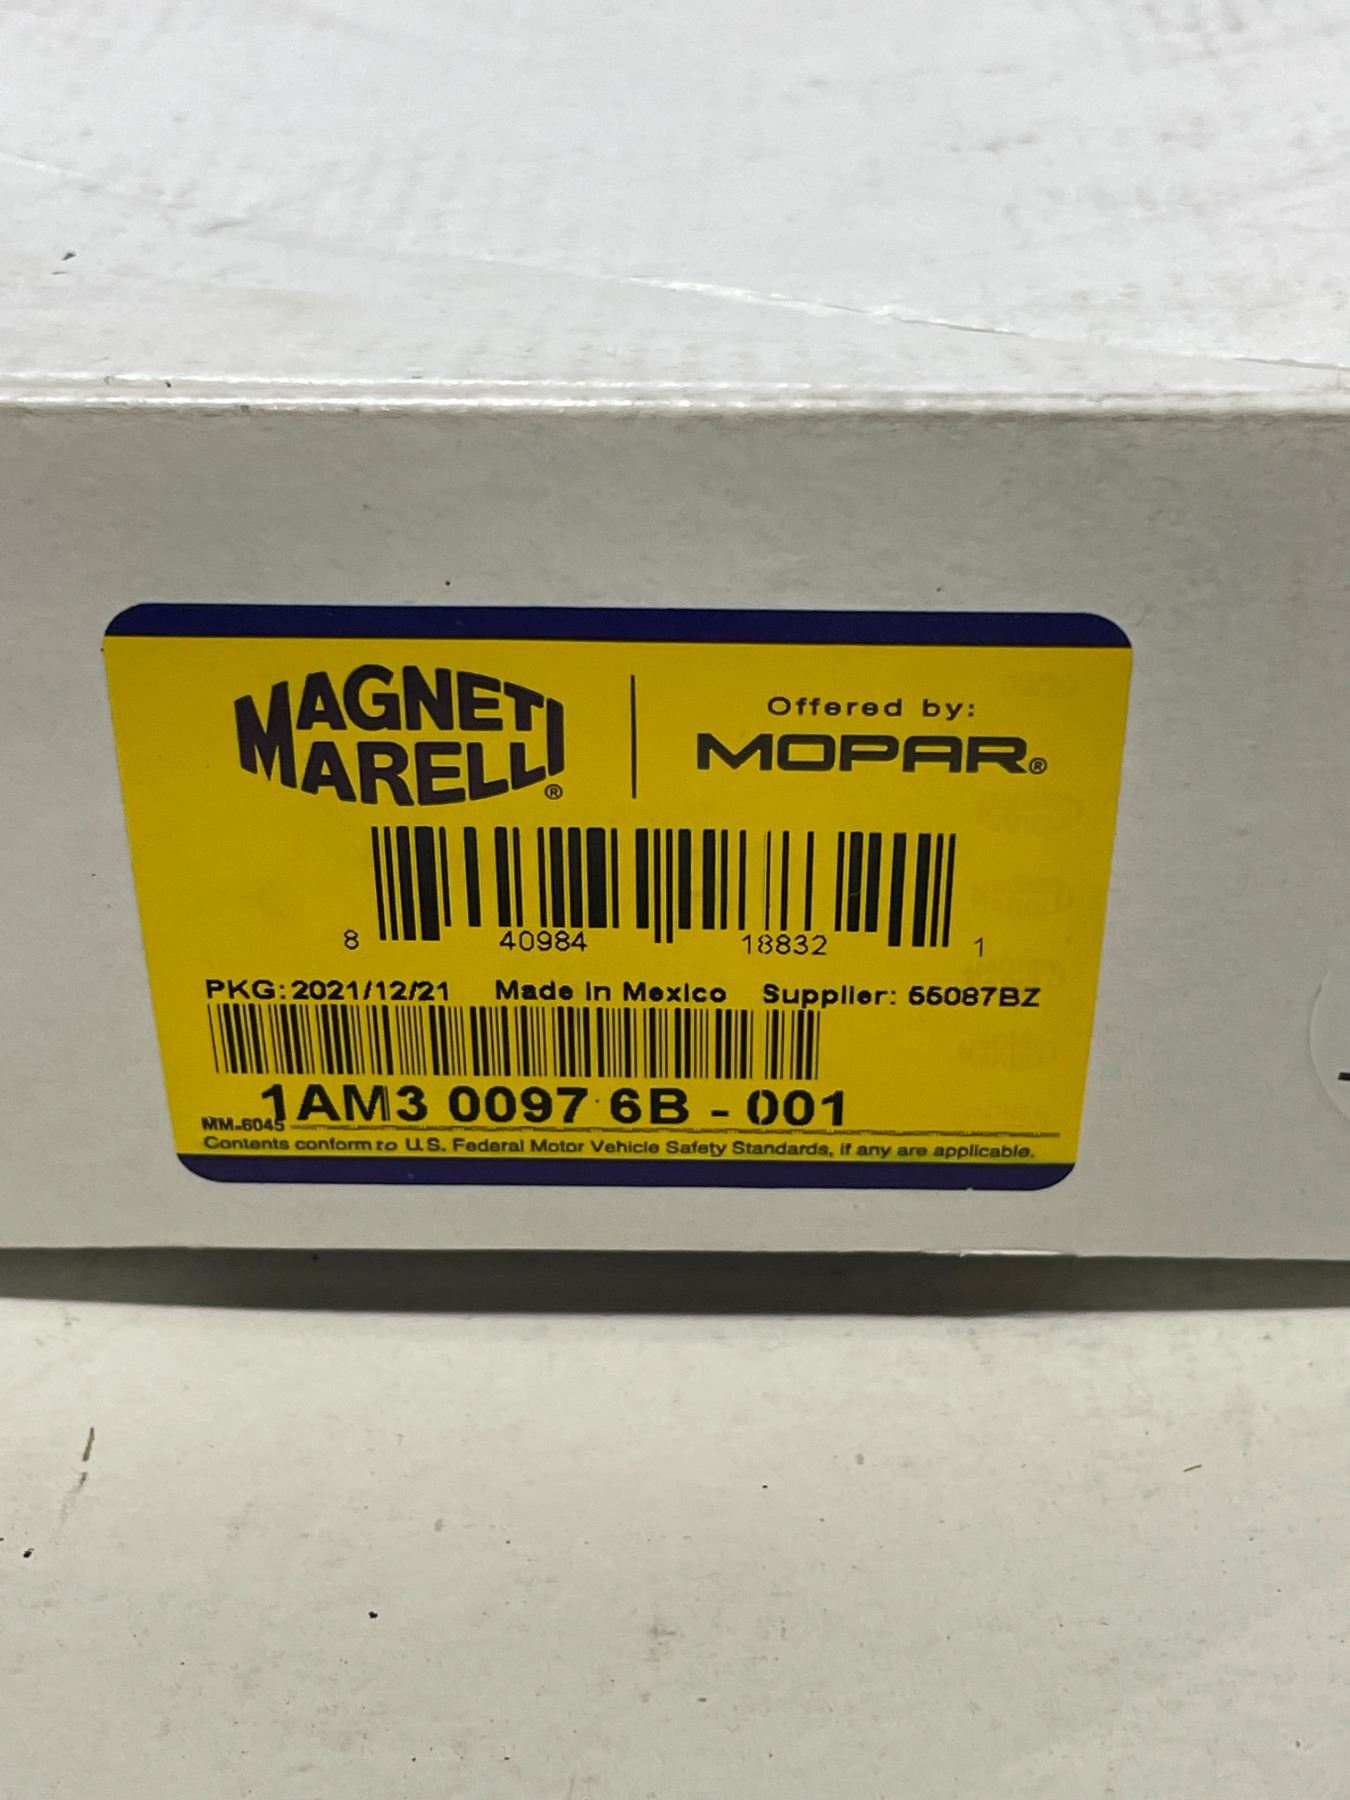 MAGNETI
MARELLI®
Offered by:
MOPAR®
8 40984 18832 1
PKG: 2021/12/21 Made in Mexico Supplier: 55087BZ
1AM3 0097 6B - 001
MM-6045
Contents conform to U.S. Federal Motor Vehicle Safety Standards, if any are applicable.